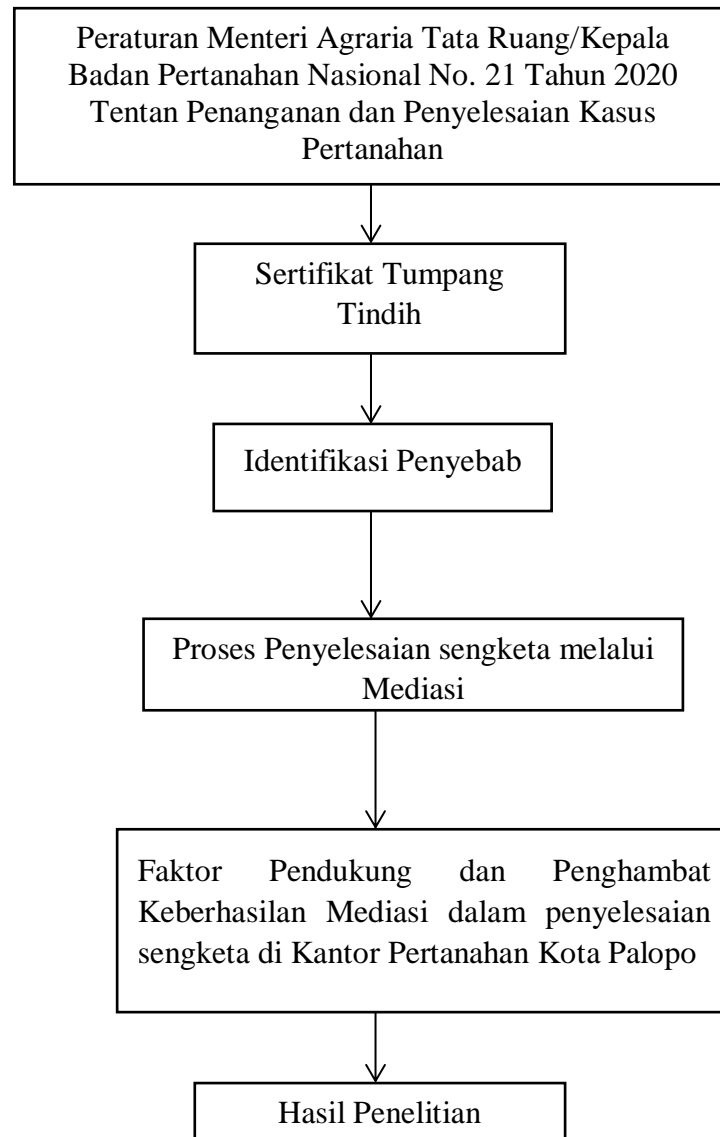 Peraturan Menteri Agraria Tata Ruang/Kepala
Badan Pertanahan Nasional No. 21 Tahun 2020
Tentan Penanganan dan Penyelesaian Kasus
Pertanahan
Sertifikat Tumpang
Tindih
Identifikasi Penyebab
Proses Penyelesaian sengketa melalui
Mediasi
Faktor Pendukung dan Penghambat
Keberhasilan Mediasi dalam penyelesaian
sengketa di Kantor Pertanahan Kota Palopo
Hasil Penelitian